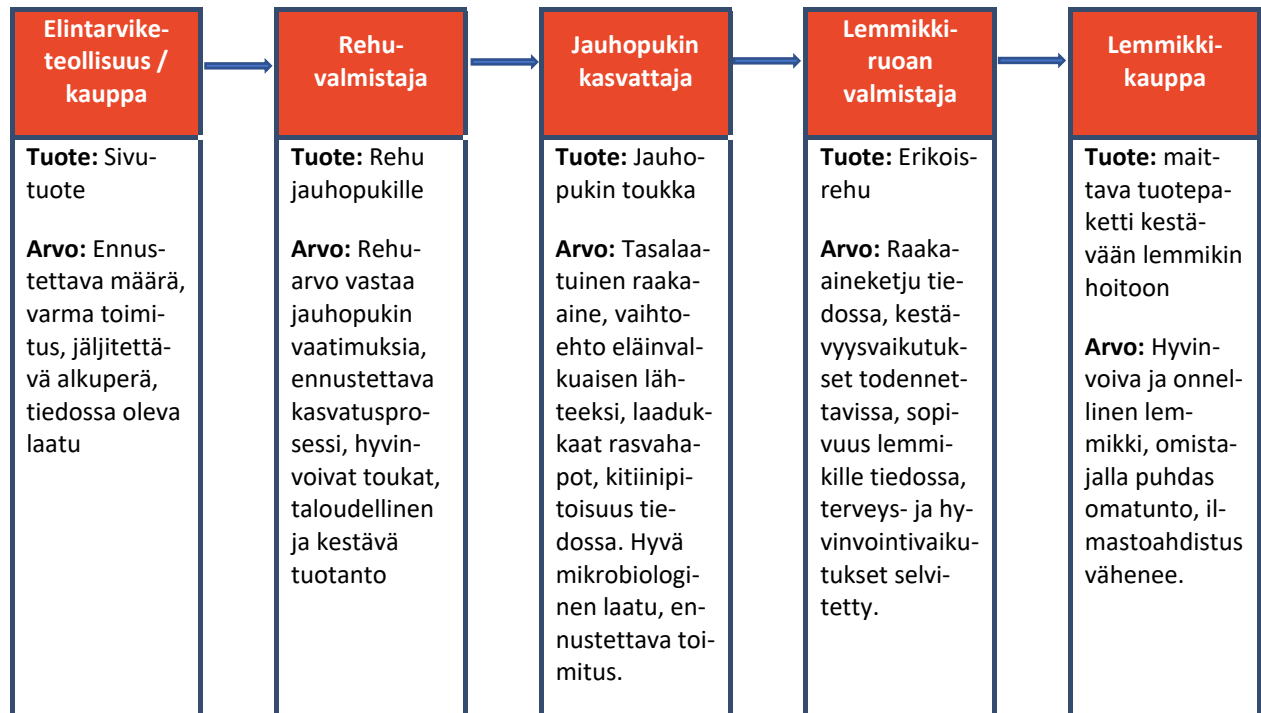 Elintarvike-
teollisuus /
kauppa
Tuote: Sivu-
tuote
Arvo: Ennus-
tettava määrä,
varma toimi-
tus, jäljitettä-
vä alkuperä,
tiedossa oleva
laatu
Rehu-
valmistaja
Tuote: Rehu
jauhopukille
Arvo: Rehu-
arvo vastaa
jauhopukin
vaatimuksia,
ennustettava
kasvatuspro-
sessi, hyvin-
voivat toukat,
taloudellinen
ja kestävä
tuotanto
Jauhopukin
kasvattaja
Tuote: Jauho-
pukin toukka
Arvo: Tasalaa-
tuinen raaka-
aine, vaihto-
ehto eläinval-
kuaisen läh-
teeksi, laaduk-
kaat rasvaha-
pot, kitiinipi-
toisuus tie-
dossa. Hyvä
mikrobiologi-
nen laatu, en-
nustettava toi-
mitus.
Lemmikki-
ruoan
valmistaja
Tuote: Erikois-
rehu
Arvo: Raaka-
aineketju tie-
dossa, kestä-
vyysvaikutuk-
set todennet-
tavissa, sopi-
vuus lemmi-
kille tiedossa,
terveys- ja hy-
vinvointivaiku-
tukset selvi-
tetty.
Lemmikki-
kauppa
Tuote: mait-
tava tuotepa-
ketti kestä-
vään lemmikin
hoitoon
Arvo: Hyvin-
voiva ja onnel-
linen lem-
mikki, omista-
jalla puhdas
omatunto, il-
mastoahdistus
vähenee.